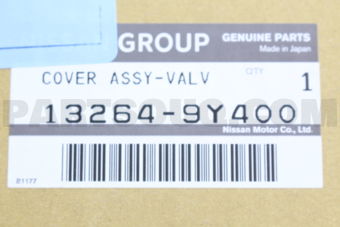 GROUP
GENUINE PARTS
Made in Japan
COVER ASSY-VALV
QTY
1
13264-9Y400
Nissan Motor Co., Ltd.